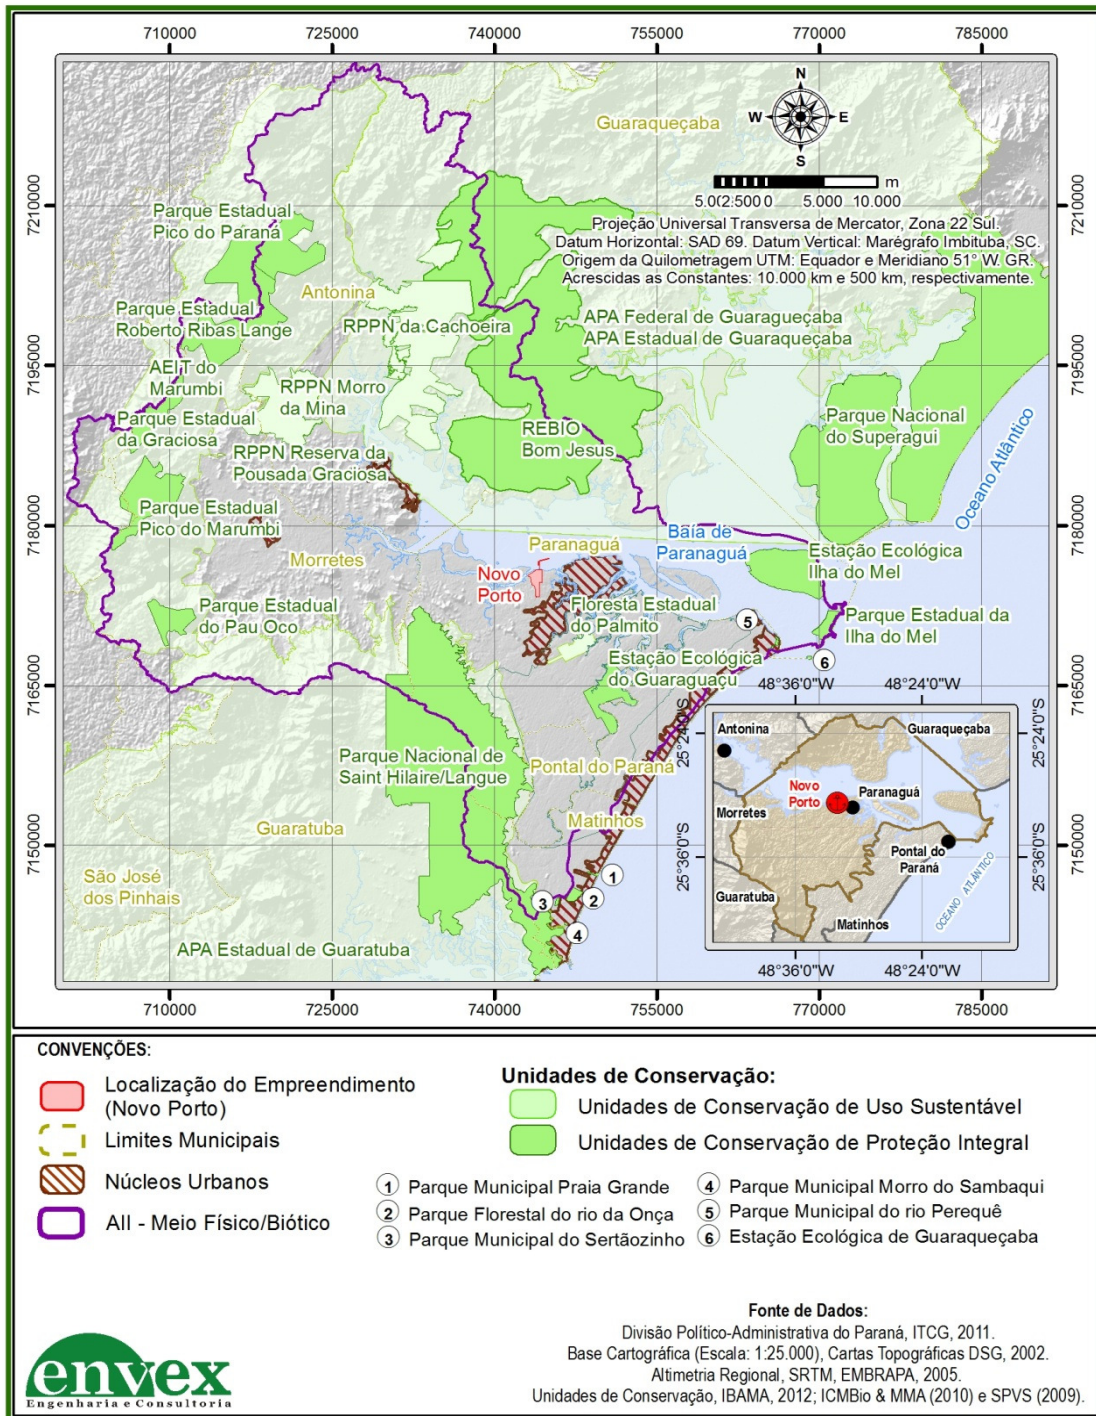 710000 725000 740000 755000 770000 785000
7210000 7210000
7195000 7195000
7180000 7180000
7165000 7165000
7150000 7150000
N
W E
S
5.0002.5000 0 5.000 10.000 m
Projeção Universal Transversa de Mercator, Zona 22 Sul.
Datum Horizontal: SAD 69. Datum Vertical: Marégrafo Imbituba, SC.
Origem da Quilometragem UTM: Equador e Meridiano 51° W. GR.
Acrescidas as Constantes: 10.000 km e 500 km, respectivamente.
Guaraqueçaba
Parque Estadual
Pico do Paraná
Antonina
Parque Estadual
Roberto Ribas Lange
RPPN da Cachoeira
APA Federal de Guaragueçaba
APA Estadual de Guaragueçaba
AEIT do
Marumbi
RPPN Morro
da Mina
Parque Estadual
da Graciosa
REBIO
Bom Jesus
Parque Nacional
do Superagui
RPPN Reserva da
Pousada Graciosa
Oceano Atlântico
Parque Estadual
Pico do Marumbi
Morretes
Paranaguá
Baía de
Paranaguá
Estação Ecológica
Ilha do Mel
Novo
Porto
Parque Estadual
do Pau Oco
Floresta Estadual
do Palmito
5
Parque Estadual da
Ilha do Mel
Estação Ecológica
do Guaraguaçu
6
Parque Nacional de
Saint Hilaire/Langue
Pontal do Paraná
Guaratuba
Matinhos
São José
dos Pinhais
1
2
3
4
APA Estadual de Guaratuba
48°36'0"W 48°24'0"W
25°24'0"S 25°24'0"S
25°36'0"S 25°36'0"S
Antonina
Guaraqueçaba
Novo
Porto
Paranaguá
Morretes
Pontal do
Paraná
Guaratuba
Matinhos
OCEANO ATLÂNTICO
48°36'0"W 48°24'0"W
710000 725000 740000 755000 770000 785000
CONVENÇÕES:
Localização do Empreendimento
(Novo Porto)
Limites Municipais
Núcleos Urbanos
AII - Meio Físico/Biótico
Unidades de Conservação:
Unidades de Conservação de Uso Sustentável
Unidades de Conservação de Proteção Integral
1 Parque Municipal Praia Grande
2 Parque Florestal do rio da Onça
3 Parque Municipal do Sertãozinho
4 Parque Municipal Morro do Sambaqui
5 Parque Municipal do rio Perequê
6 Estação Ecológica de Guaraqueçaba
Fonte de Dados:
Divisão Político-Administrativa do Paraná, ITCG, 2011.
Base Cartográfica (Escala: 1:25.000), Cartas Topográficas DSG, 2002.
Altimetria Regional, SRTM, EMBRAPA, 2005.
Unidades de Conservação, IBAMA, 2012; ICMBio & MMA (2010) e SPVS (2009).
envex
Engenharia e Consultoria